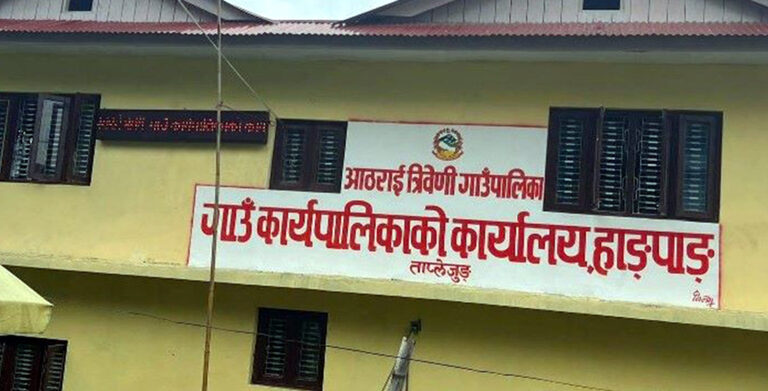 आठराई त्रिवेणी गाउँपालिका
गाउँ कार्यपालिकाको कार्यालय, हाङपाङ
ताप्लेजुङ